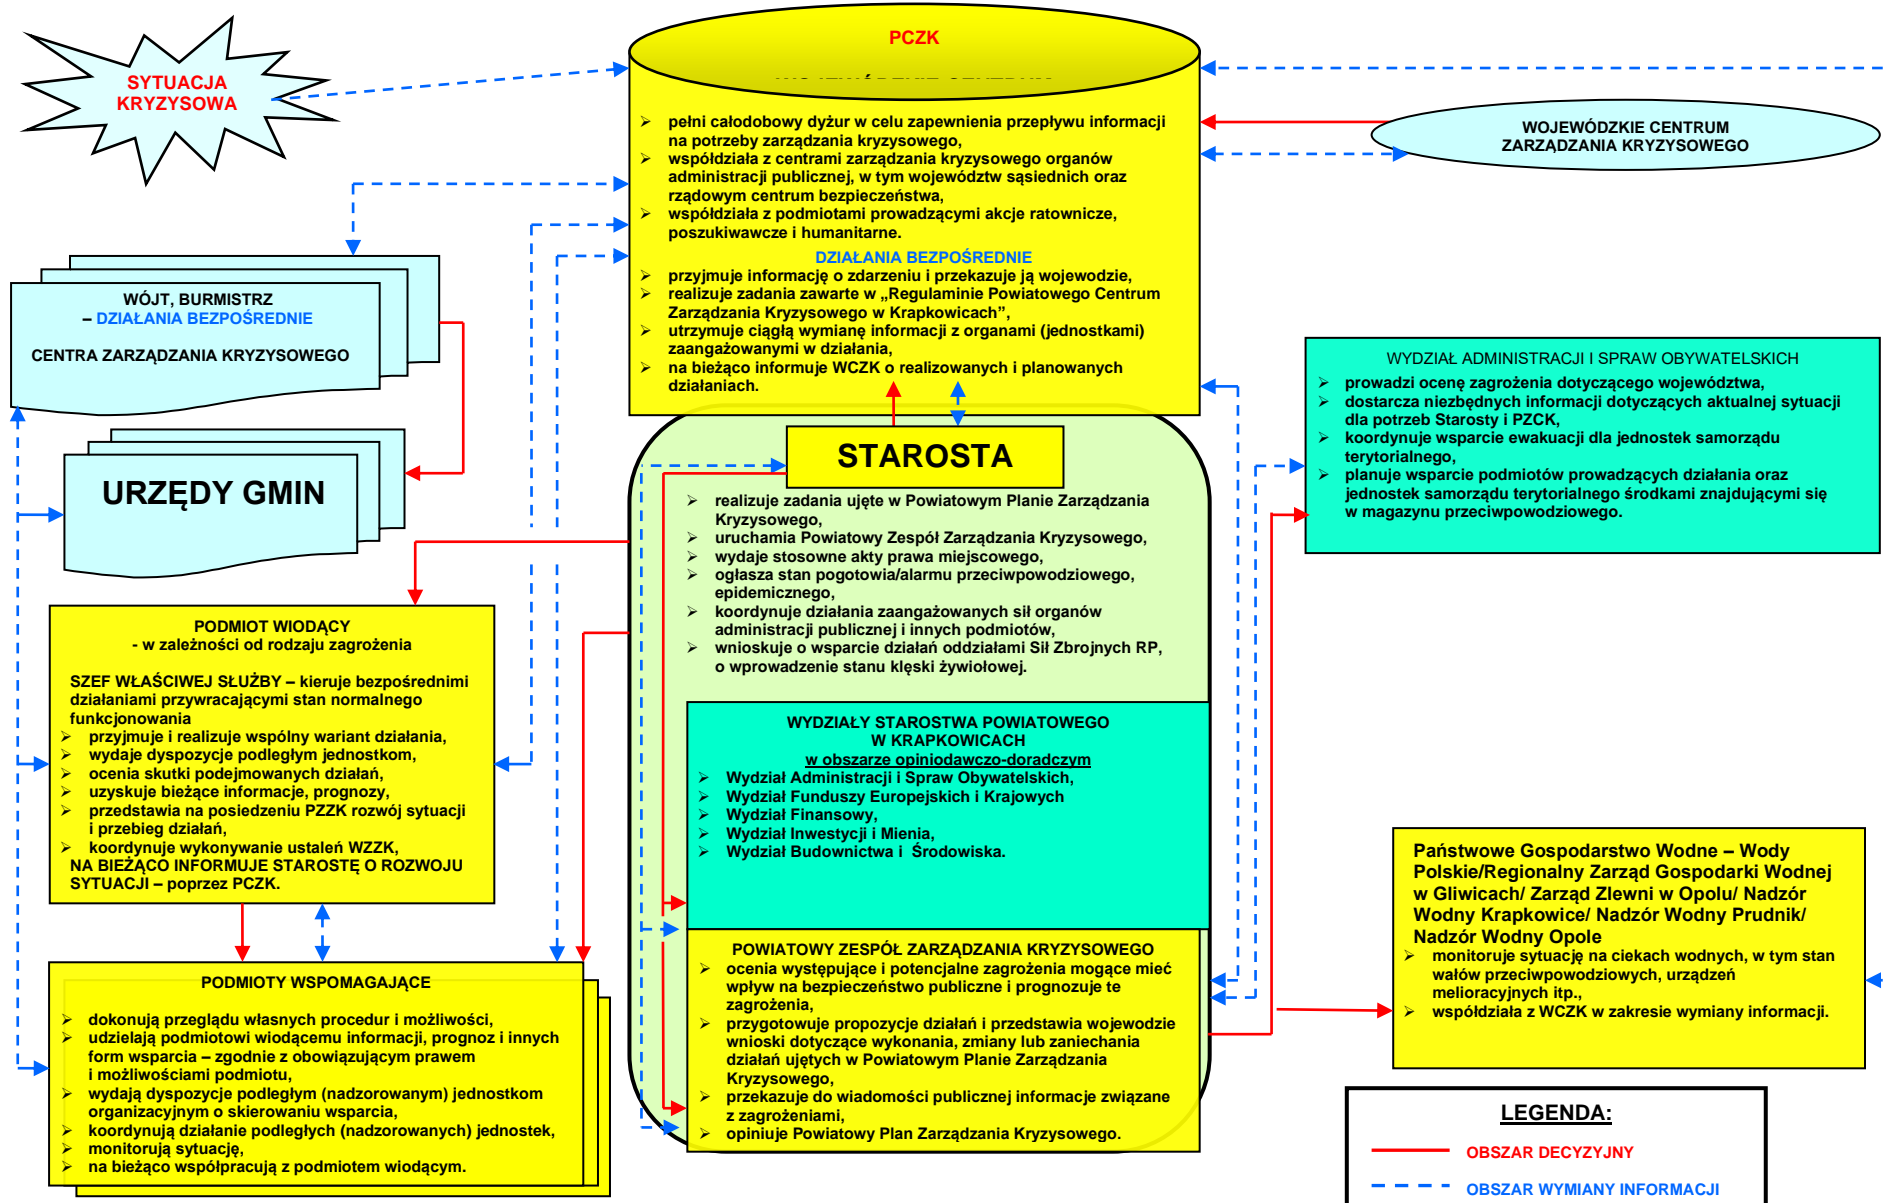 SYTUACJA
KRYZYSOWA
PCZK
pełni całodobowy dyżur w celu zapewnienia przepływu informacji
na potrzeby zarządzania kryzysowego,
współdziała z centrami zarządzania kryzysowego organów
administracji publicznej, w tym województw sąsiednich oraz
rządowym centrum bezpieczeństwa,
współdziała z podmiotami prowadzącymi akcje ratownicze,
poszukiwawcze i humanitarne.
DZIAŁANIA BEZPOŚREDNIE
przyjmuje informację o zdarzeniu i przekazuje ją wojewodzie,
realizuje zadania zawarte w „Regulaminie Powiatowego Centrum
Zarządzania Kryzysowego w Krapkowicach”,
utrzymuje ciągłą wymianę informacji z organami (jednostkami)
zaangażowanymi w działania,
na bieżąco informuje WCZK o realizowanych i planowanych
działaniach.
WOJEWÓDZKIE CENTRUM
ZARZĄDZANIA KRYZYSOWEGO
WÓJT, BURMISTRZ
– DZIAŁANIA BEZPOŚREDNIE
CENTRA ZARZĄDZANIA KRYZYSOWEGO
URZĘDY GMIN
STAROSTA
realizuje zadania ujęte w Powiatowym Planie Zarządzania
Kryzysowego,
uruchamia Powiatowy Zespół Zarządzania Kryzysowego,
wydaje stosowne akty prawa miejscowego,
ogłasza stan pogotowia/alarmu przeciwpowodziowego,
epidemicznego,
koordynuje działania zaangażowanych sił organów
administracji publicznej i innych podmiotów,
wnioskuje o wsparcie działań oddziałami Sił Zbrojnych RP,
o wprowadzenie stanu klęski żywiołowej.
WYDZIAŁ ADMINISTRACJI I SPRAW OBYWATELSKICH
prowadzi ocenę zagrożenia dotyczącego województwa,
dostarcza niezbędnych informacji dotyczących aktualnej sytuacji
dla potrzeb Starosty i PZCK,
koordynuje wsparcie ewakuacji dla jednostek samorządu
terytorialnego,
planuje wsparcie podmiotów prowadzących działania oraz
jednostek samorządu terytorialnego środkami znajdującymi się
w magazynu przeciwpowodziowego.
PODMIOT WIODĄCY
- w zależności od rodzaju zagrożenia
SZEF WŁAŚCIWEJ SŁUŻBY – kieruje bezpośrednimi
działaniami przywracającymi stan normalnego
funkcjonowania
przyjmuje i realizuje wspólny wariant działania,
wydaje dyspozycje podległym jednostkom,
ocenia skutki podejmowanych działań,
uzyskuje bieżące informacje, prognozy,
przedstawia na posiedzeniu PZZK rozwój sytuacji
i przebieg działań,
koordynuje wykonywanie ustaleń WZZK,
NA BIEŻĄCO INFORMUJE STAROSTĘ O ROZWOJU
SYTUACJI – poprzez PCZK.
WYDZIAŁY STAROSTWA POWIATOWEGO
W KRAPKOWICACH
w obszarze opiniodawczo-doradczym
Wydział Administracji i Spraw Obywatelskich,
Wydział Funduszy Europejskich i Krajowych
Wydział Finansowy,
Wydział Inwestycji i Mienia,
Wydział Budownictwa i Środowiska.
Państwowe Gospodarstwo Wodne – Wody
Polskie/Regionalny Zarząd Gospodarki Wodnej
w Gliwicach/ Zarząd Zlewni w Opolu/ Nadzór
Wodny Krapkowice/ Nadzór Wodny Prudnik/
Nadzór Wodny Opole
monitoruje sytuację na ciekach wodnych, w tym stan
wałów przeciwpowodziowych, urządzeń
melioracyjnych itp.,
współdziała z WCZK w zakresie wymiany informacji.
PODMIOTY WSPOMAGAJĄCE
dokonują przeglądu własnych procedur i możliwości,
udzielają podmiotowi wiodącemu informacji, prognoz i innych
form wsparcia – zgodnie z obowiązującym prawem
i możliwościami podmiotu,
wydają dyspozycje podległym (nadzorowanym) jednostkom
organizacyjnym o skierowaniu wsparcia,
koordynują działanie podległych (nadzorowanych) jednostek,
monitorują sytuację,
na bieżąco współpracują z podmiotem wiodącym.
POWIATOWY ZESPÓŁ ZARZĄDZANIA KRYZYSOWEGO
ocenia występujące i potencjalne zagrożenia mogące mieć
wpływ na bezpieczeństwo publiczne i prognozuje te
zagrożenia,
przygotowuje propozycje działań i przedstawia wojewodzie
wnioski dotyczące wykonania, zmiany lub zaniechania
działań ujętych w Powiatowym Planie Zarządzania
Kryzysowego,
przekazuje do wiadomości publicznej informacje związane
z zagrożeniami,
opiniuje Powiatowy Plan Zarządzania Kryzysowego.
LEGENDA:
OBSZAR DECYZYJNY
OBSZAR WYMIANY INFORMACJI